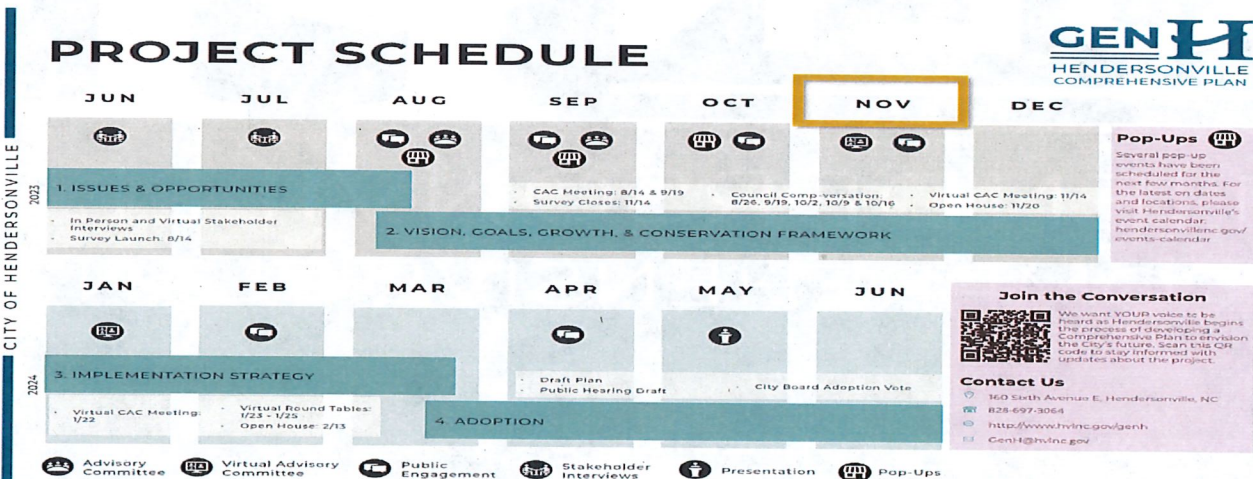 PROJECT SCHEDULE
GEN H
HENDERSONVILLE
COMPREHENSIVE PLAN
CITY OF HENDERSONVILLE
2023
JUN
JUL
AUG
SEP
OCT
NOV
DEC
1. ISSUES & OPPORTUNITIES
· In Person and Virtual Stakeholder
Interviews
· Survey Launch: 8/14
· CAC Meeting: 8/14 & 9/19
· Survey Closes: 11/14
· Council Comp-versation
8/26, 9/19, 10/2, 10/9 & 10/16
· Virtual CAC Meeting: 11/14
· Open House: 11/20
2. VISION, GOALS, GROWTH, & CONSERVATION FRAMEWORK
Pop-Ups
Several pop-up
events have been
scheduled for the
next few months. For
the latest on dates
and locations, please
visit Hendersonville's
event calendar:
hendersonvillenc.gov/
events-calendar
2024
JAN
FEB
MAR
APR
MAY
JUN
3. IMPLEMENTATION STRATEGY
· Virtual CAC Meeting:
1/22
· Virtual Round Tables:
1/23 - 1/25
· Open House: 2/13
· Draft Plan
· Public Hearing Draft
· City Board Adoption Vote
4. ADOPTION
Join the Conversation
We want YOUR voice to be
heard as Hendersonville begins
the process of developing a
Comprehensive Plan to envision
the City's future. Scan this QR
code to stay informed with
updates about the project.
Contact Us
160 Sixth Avenue E, Hendersonville, NC
828-697-3064
http://www.hvlnc.gov/genh
GenH@hvlnc.gov
Advisory
Committee
Virtual Advisory
Committee
Public
Engagement
Stakeholder
Interviews
Presentation
Pop-Ups